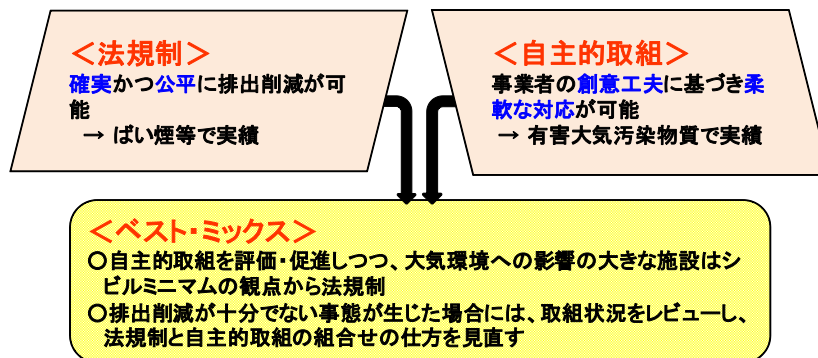 ＜法規制＞
確実かつ公平に排出削減が可
能
→ ばい煙等で実績
＜自主的取組＞
事業者の創意工夫に基づき柔
軟な対応が可能
→ 有害大気汚染物質で実績
＜ベスト・ミックス＞
○自主的取組を評価・促進しつつ、大気環境への影響の大きな施設はシ
ビルミニマムの観点から法規制
○排出削減が十分でない事態が生じた場合には、取組状況をレビューし、
法規制と自主的取組の組合せの仕方を見直す